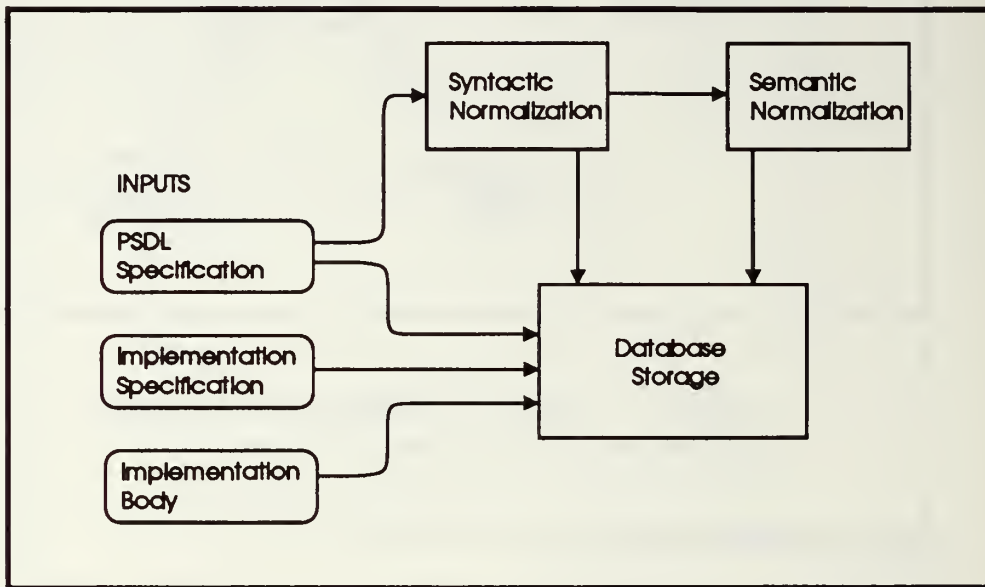 Syntactic
Normalization
Semantic
Normalization
INPUTS
PSDL
Specification
Implementation
Specification
Implementation
Body
Database
Storage